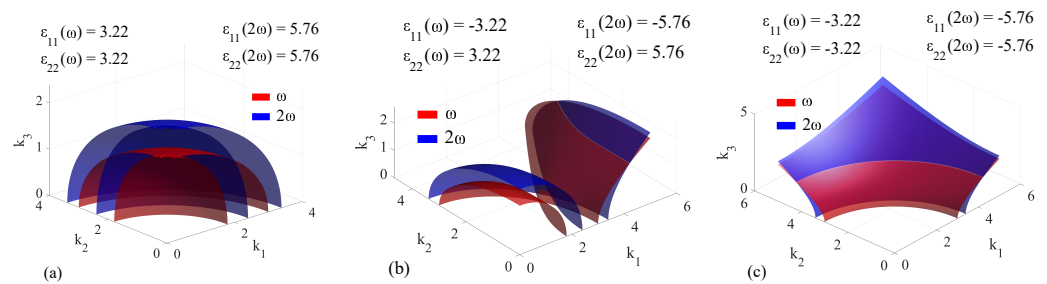 ε11(ω) = 3.22
ε11(2ω) = 5.76
ε22(ω) = 3.22
ε22(2ω) = 5.76
ω
2ω
k3
2
1
0
4
2
0
0
2
4
k2
k1
(a)
ε11(ω) = -3.22
ε11(2ω) = -5.76
ε22(ω) = 3.22
ε22(2ω) = 5.76
ω
2ω
k3
2
1
0
4
2
0
0
2
4
6
k2
k1
(b)
ε11(ω) = -3.22
ε11(2ω) = -5.76
ε22(ω) = -3.22
ε22(2ω) = -5.76
ω
2ω
k3
5
0
6
4
2
0
0
2
4
6
k2
k1
(c)